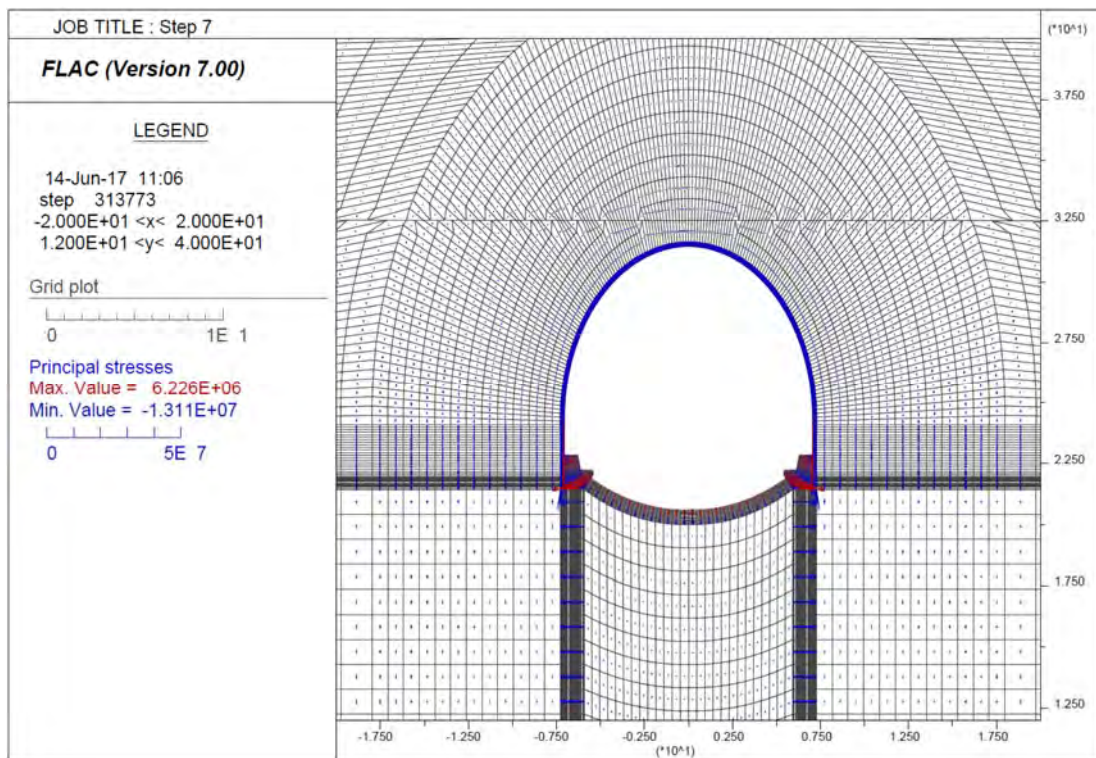 JOB TITLE : Step 7
FLAC (Version 7.00)
LEGEND
14-Jun-17 11:06
step 313773
-2.000E+01 <x< 2.000E+01
1.200E+01 <y< 4.000E+01
Grid plot
0 1E 1
Principal stresses
Max. Value = 6.226E+06
Min. Value = -1.311E+07
0 5E 7
(*10^1)
3.750
3.250
2.750
2.250
1.750
1.250
-1.750 -1.250 -0.750 -0.250 0.250 0.750 1.250 1.750
(*10^1)